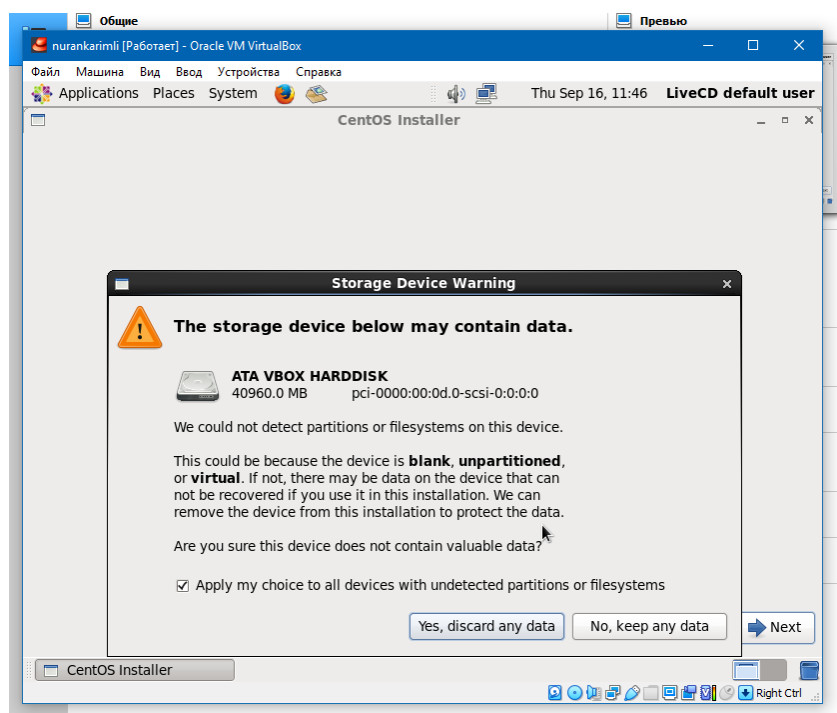 Общие
Превью
nurankarimli [Работает] - Oracle VM VirtualBox
Файл Машина Вид Ввод Устройства Справка
Applications Places System Thu Sep 16, 11:46 LiveCD default user
CentOS Installer
Storage Device Warning
The storage device below may contain data.
ATA VBOX HARDDISK
40960.0 MB pci-0000:00:0d.0-scsi-0:0:0:0
We could not detect partitions or filesystems on this device.
This could be because the device is blank, unpartitioned,
or virtual. If not, there may be data on the device that can
not be recovered if you use it in this installation. We can
remove the device from this installation to protect the data.
Are you sure this device does not contain valuable data?
Apply my choice to all devices with undetected partitions or filesystems
Yes, discard any data
No, keep any data
Next
CentOS Installer
Right Ctrl